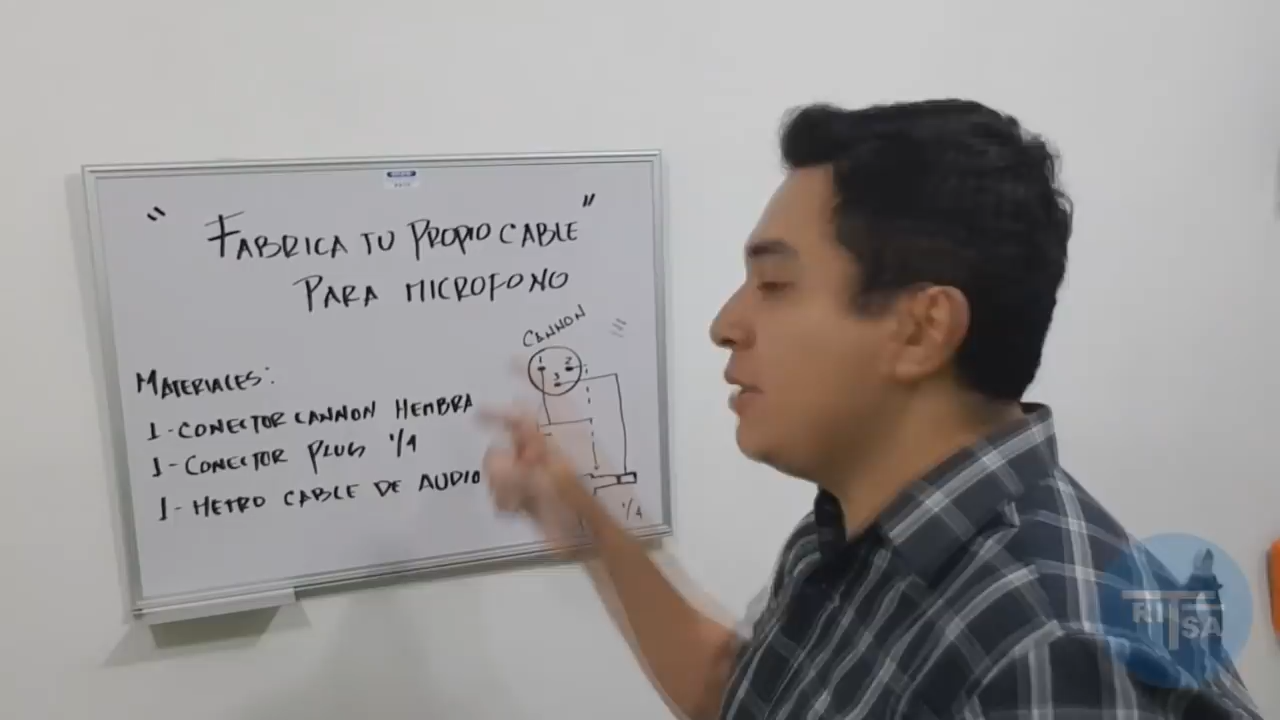 " FABRICA TU PROPIO CABLE "
PARA MICROFONO
CANNON
1 2
3
MATERIALES:
1-CONECTOR CANNON HEMBRA
1-CONECTOR PLUG 1/4
1-METRO CABLE DE AUDIO
1/4
RITSA